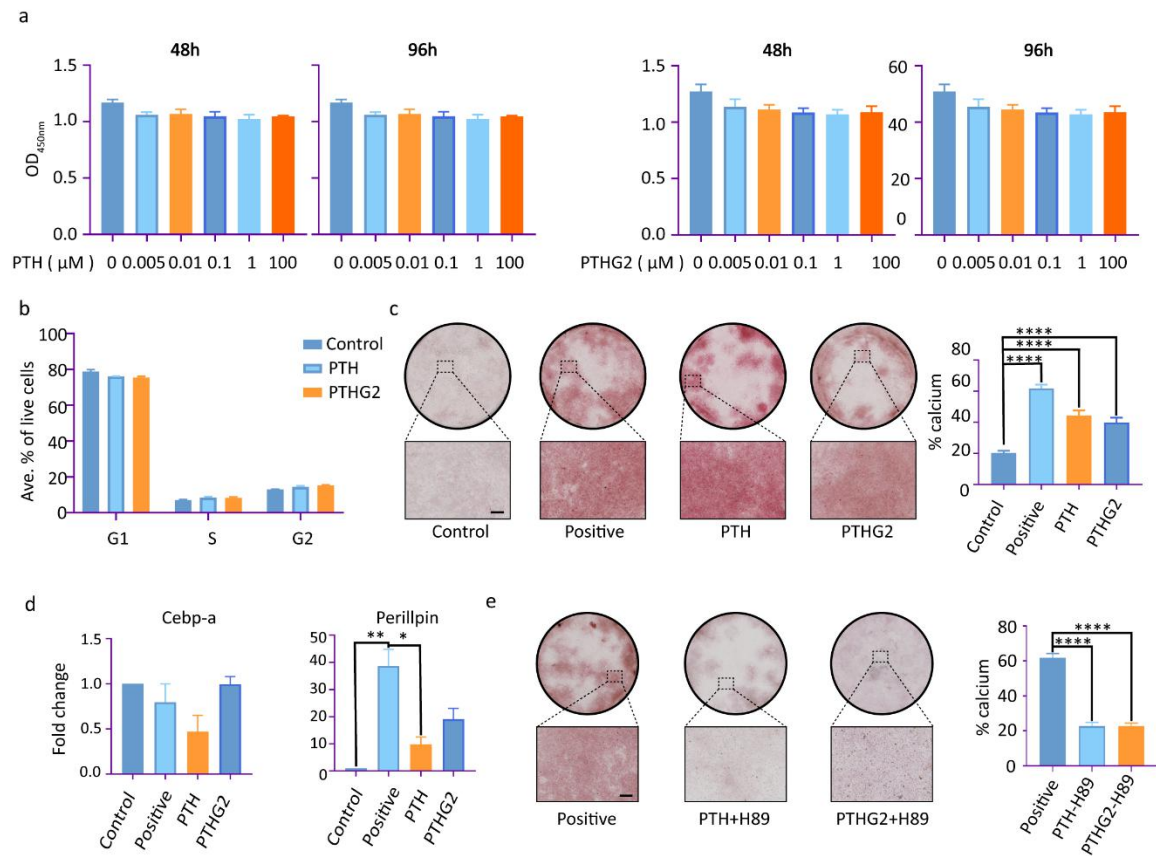 a
48h
96h
48h
96h
OD450nm
1.5
1.0
0.5
0.0
1.5
1.0
0.5
0.0
60
40
20
0
PTH ( µM ) 0 0.005 0.01 0.1 1 100 0 0.005 0.01 0.1 1 100
PTHG2 ( µM ) 0 0.005 0.01 0.1 1 100 0 0.005 0.01 0.1 1 100
b
Ave. % of live cells
100
80
60
40
20
0
G1 S G2
Control
PTH
PTHG2
c
Control Positive PTH PTHG2
% calcium
80
60
40
20
0
****
****
****
Control
Positive
PTH
PTHG2
d
Cebp-a
Fold change
1.5
1.0
0.5
0.0
Control
Positive
PTH
PTHG2
Perillpin
50
40
30
20
10
0
** *
Control
Positive
PTH
PTHG2
e
Positive PTH+H89 PTHG2+H89
% calcium
80
60
40
20
0
****
****
Positive
PTH-H89
PTHG2-H89